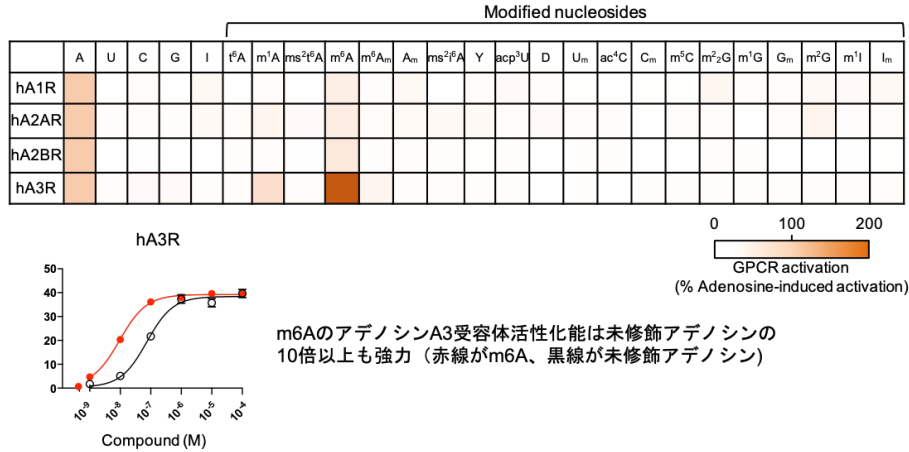 Modified nucleosides
A U C G I t⁶A m¹A ms²t⁶A m⁶A m⁶Aₘ Aₘ ms²i⁶A Y acp³U D Uₘ ac⁴C Cₘ m⁵C m²₂G m¹G Gₘ m²G m¹I Iₘ
hA1R
hA2AR
hA2BR
hA3R
0 100 200
GPCR activation
(% Adenosine-induced activation)
hA3R
50
40
30
20
10
0
10⁻⁹ 10⁻⁸ 10⁻⁷ 10⁻⁶ 10⁻⁵ 10⁻⁴
Compound (M)
m6AのアデノシンA3受容体活性化能は未修飾アデノシンの
10倍以上も強力（赤線がm6A、黒線が未修飾アデノシン)